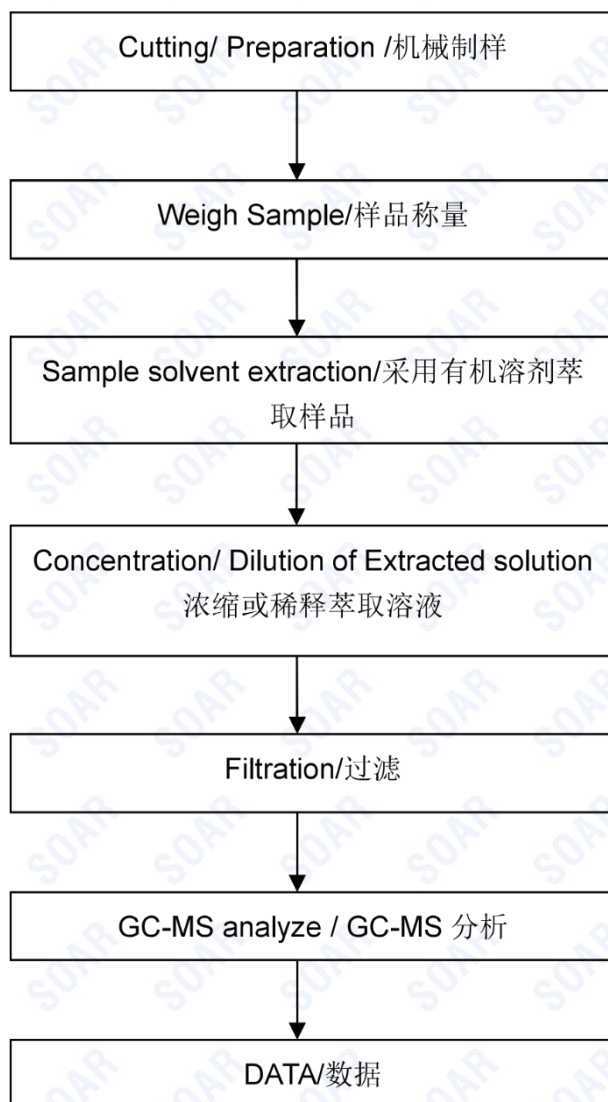 Cutting/ Preparation /机械制样
Weigh Sample/样品称量
Sample solvent extraction/采用有机溶剂萃
取样品
Concentration/ Dilution of Extracted solution
浓缩或稀释萃取溶液
Filtration/过滤
GC-MS analyze / GC-MS 分析
DATA/数据
SOAR